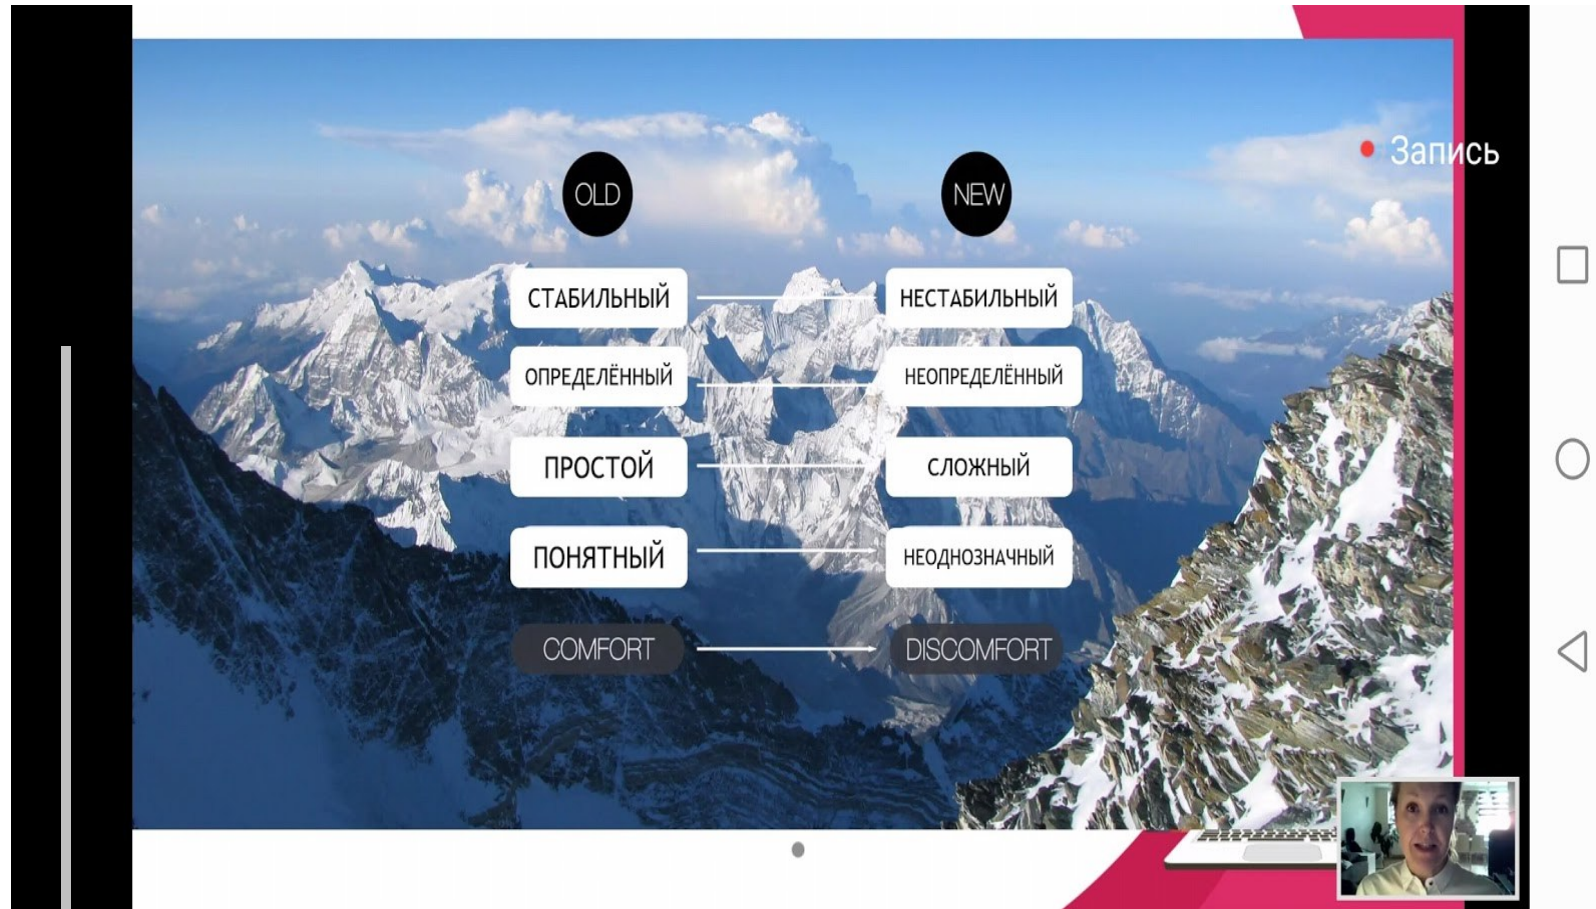 OLD NEW
Запись
СТАБИЛЬНЫЙ НЕСТАБИЛЬНЫЙ
ОПРЕДЕЛЁННЫЙ НЕОПРЕДЕЛЁННЫЙ
ПРОСТОЙ СЛОЖНЫЙ
ПОНЯТНЫЙ НЕОДНОЗНАЧНЫЙ
COMFORT DISCOMFORT